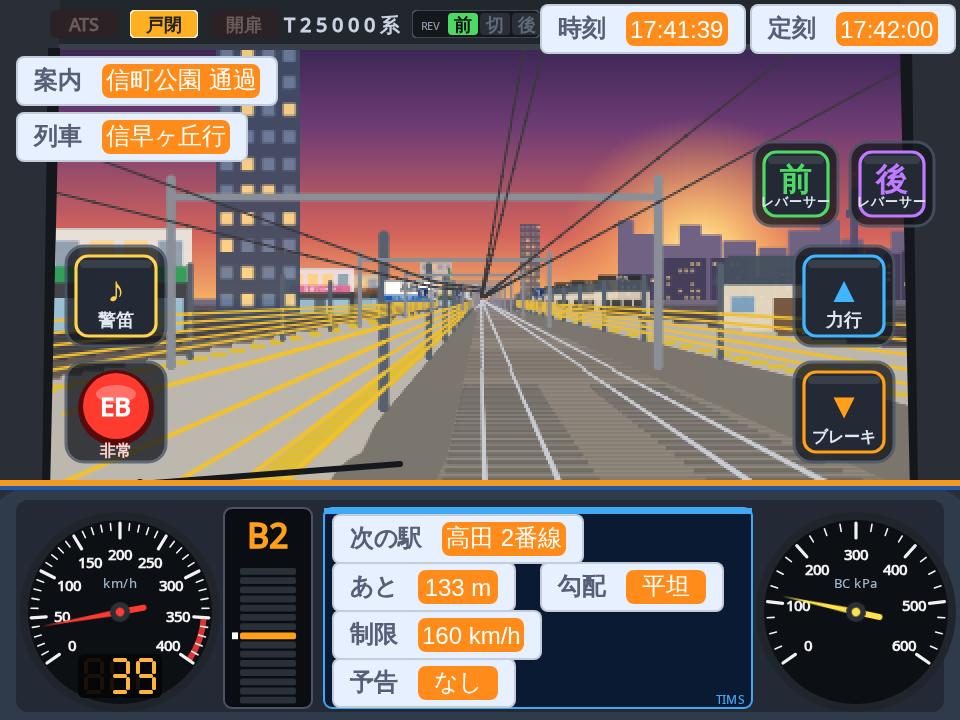 ATS 戸閉 開扉 T25000系 REV 前 切 後
時刻 17:41:39 定刻 17:42:00
案内 信町公園 通過
列車 信早ヶ丘行
前 レバーサー
後 レバーサー
♪ 警笛
▲ 力行
EB 非常
▼ ブレーキ
0 50 100 150 200 250 300 350 400 km/h
39
B2
次の駅 高田 2番線
あと 133 m 勾配 平坦
制限 160 km/h
予告 なし
TIMS
0 100 200 300 400 500 600 BC kPa